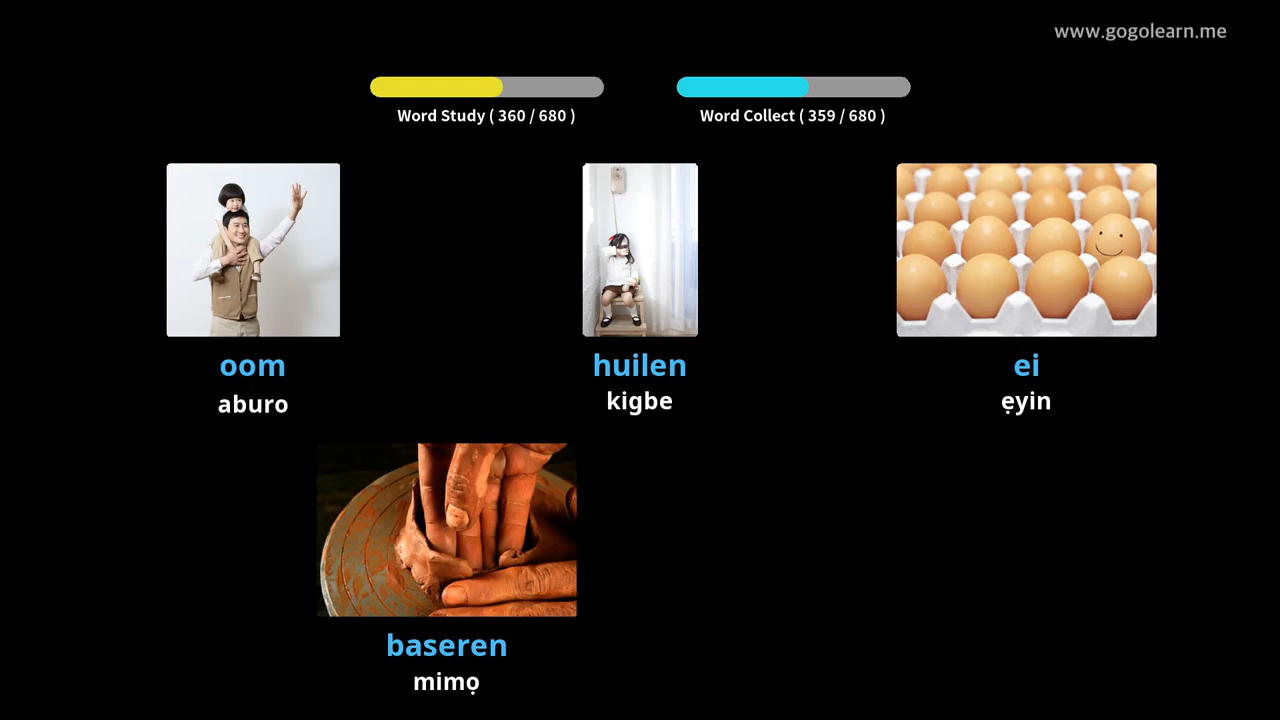 www.gogolearn.me
Word Study ( 360 / 680 )
Word Collect ( 359 / 680 )
oom
aburo
huilen
kigbe
ei
ẹyin
baseren
mimọ